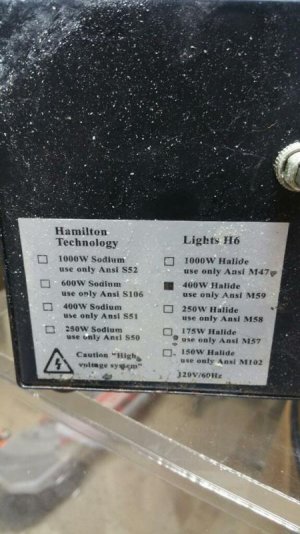 Hamilton
Technology
Lights H6
☐ 1000W Sodium
use only Ansi S52
☐ 600W Sodium
use only Ansi S106
☐ 400W Sodium
use only Ansi S51
☐ 250W Sodium
use only Ansi S50
Caution "High
voltage system"
☐ 1000W Halide
use only Ansi M47
■ 400W Halide
use only Ansi M59
☐ 250W Halide
use only Ansi M58
☐ 175W Halide
use only Ansi M57
☐ 150W Halide
use only Ansi M102
120V/60Hz